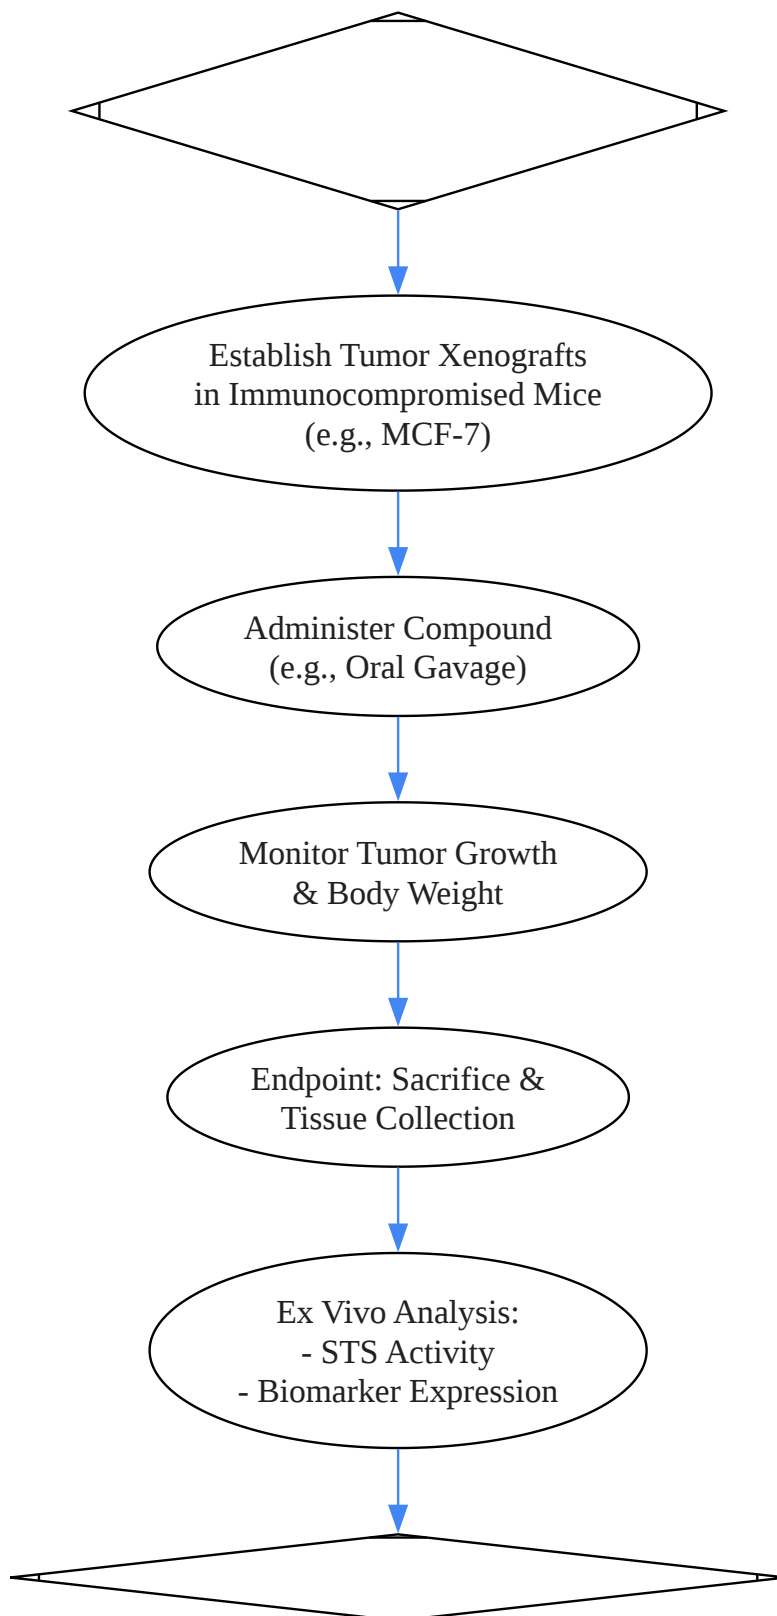 Establish Tumor Xenografts
in Immunocompromised Mice
(e.g., MCF-7)
Administer Compound
(e.g., Oral Gavage)
Monitor Tumor Growth
& Body Weight
Endpoint: Sacrifice &
Tissue Collection
Ex Vivo Analysis:
- STS Activity
- Biomarker Expression